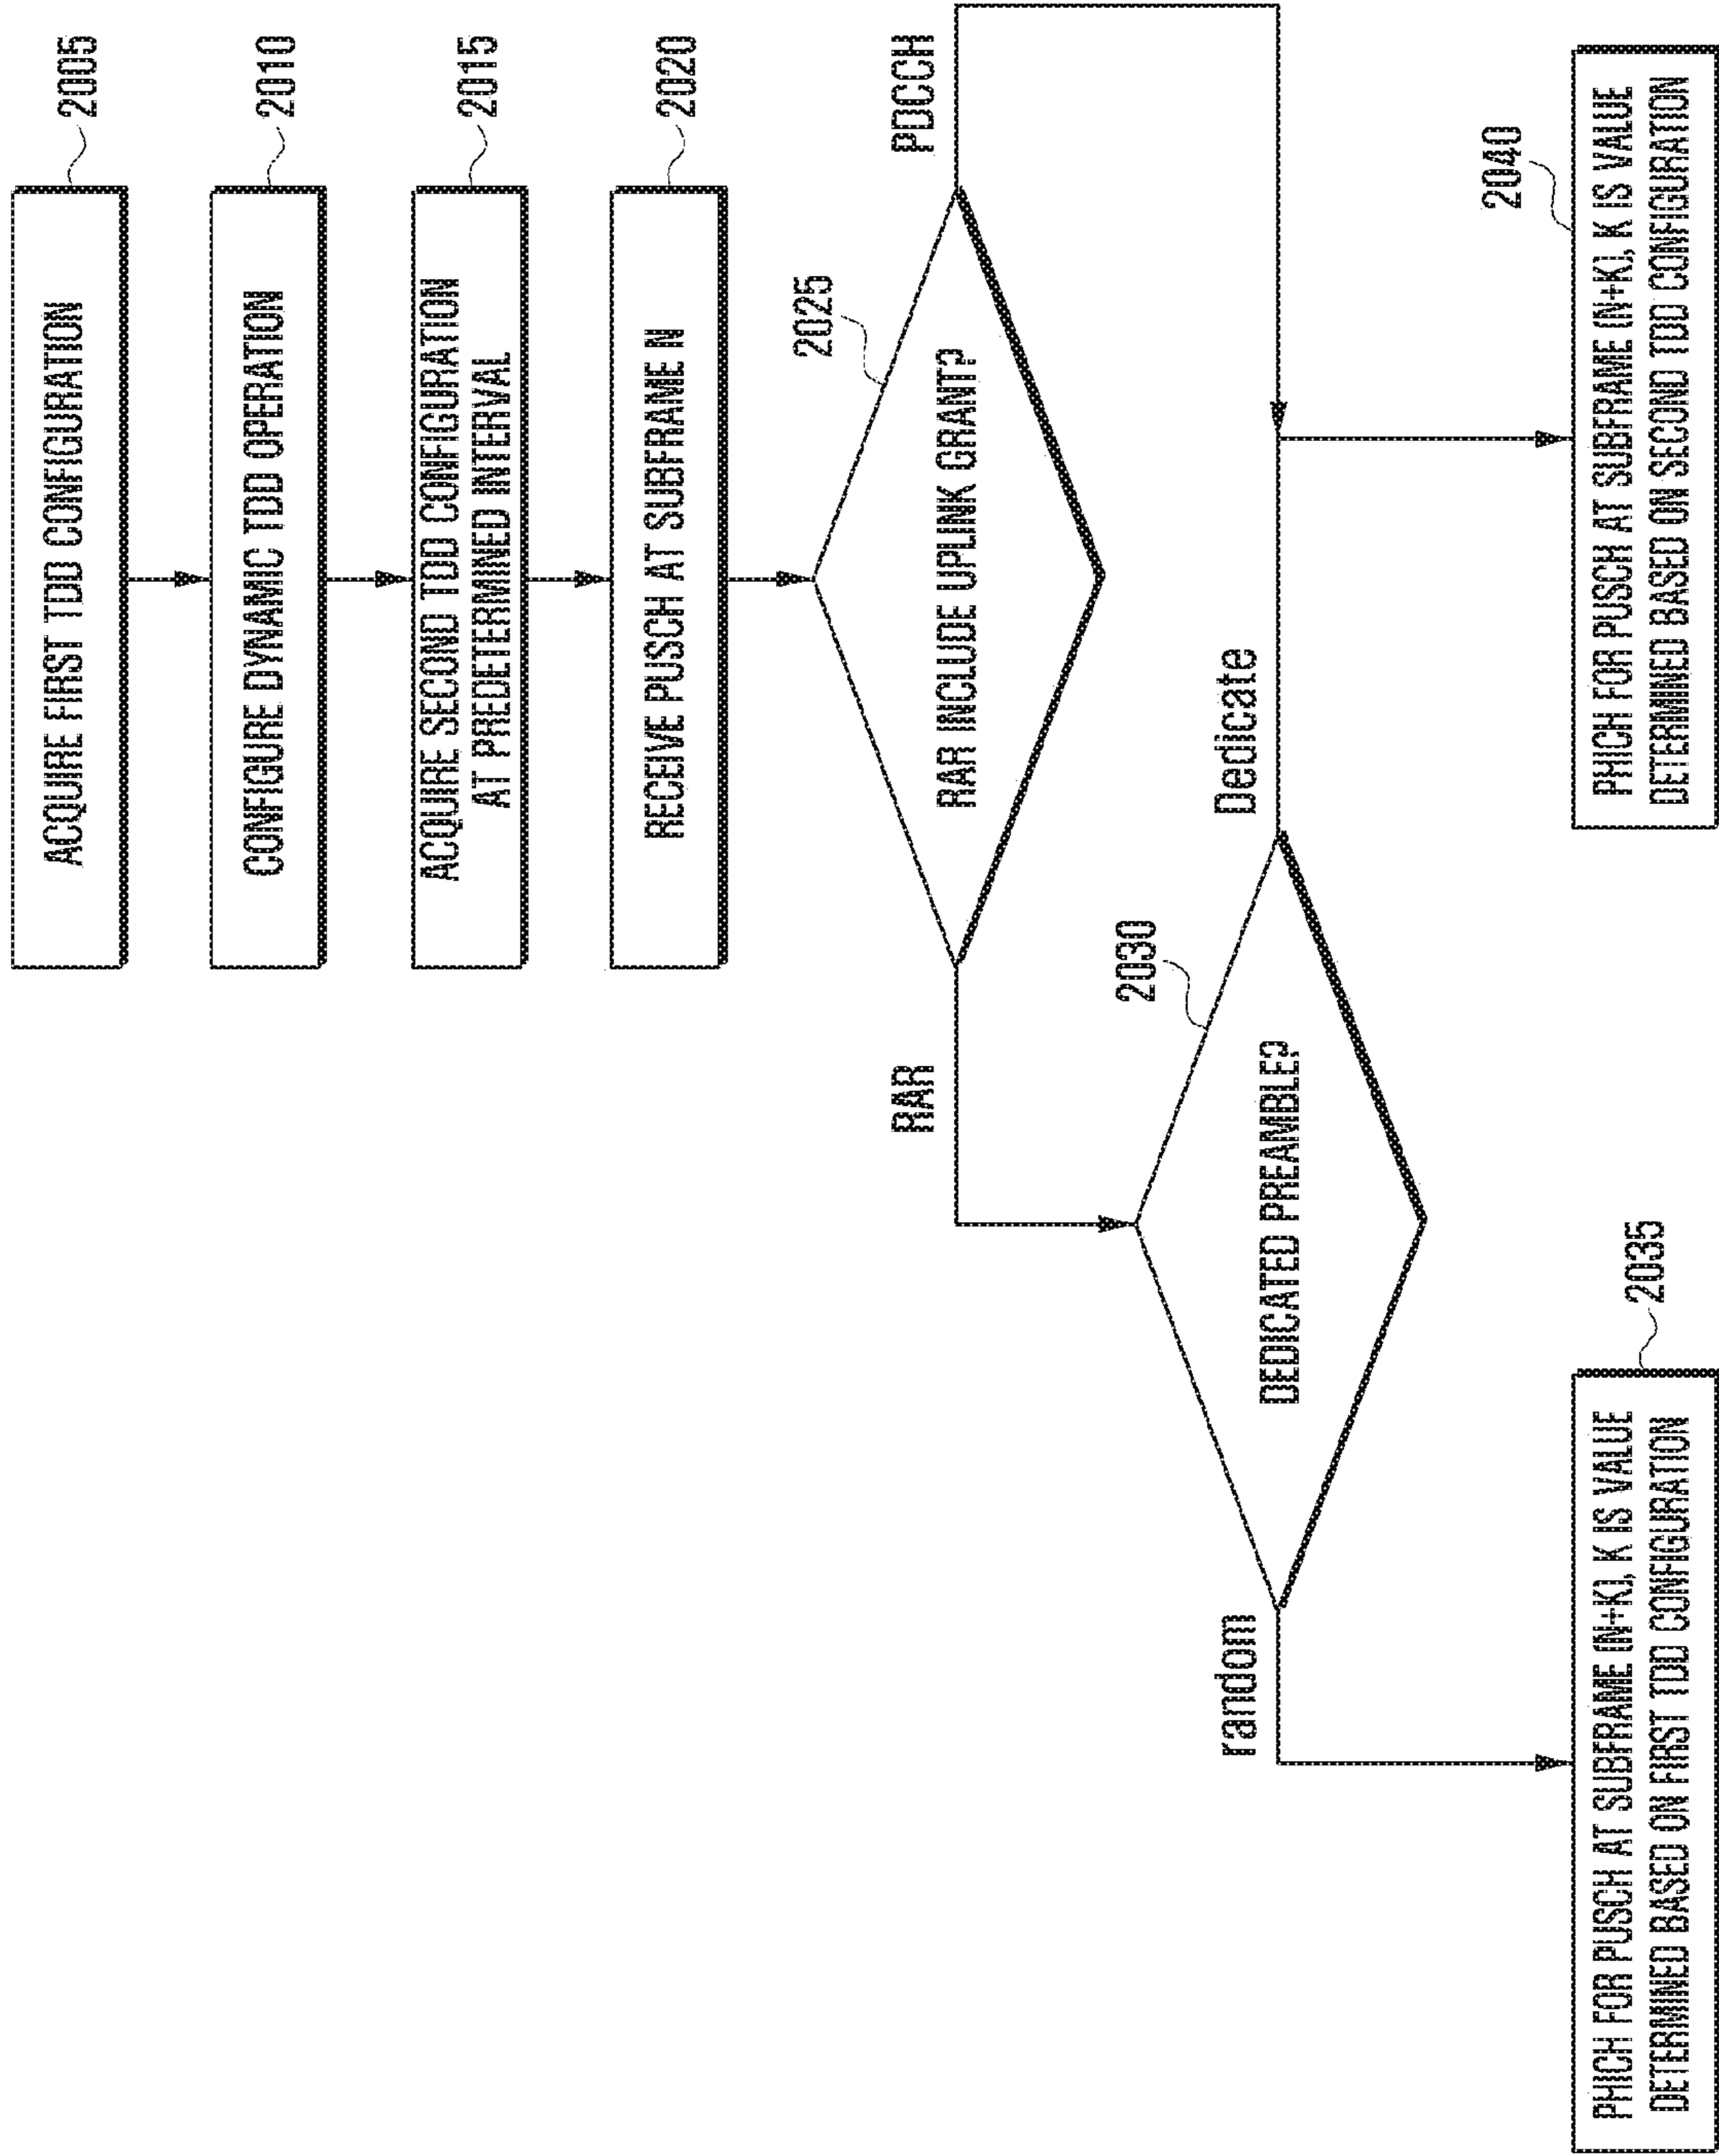 ACQUIRE FIRST TDD CONFIGURATION
2005
CONFIGURE DYNAMIC TDD OPERATION
2010
ACQUIRE SECOND TDD CONFIGURATION
AT PREDETERMINED INTERVAL
2015
RECEIVE PUSCH AT SUBFRAME N
2020
2025
RAR INCLUDE UPLINK GRANT?
RAR
PDCCH
2030
DEDICATED PREAMBLE?
random
Dedicate
2035
PHICH FOR PUSCH AT SUBFRAME (N+K), K IS VALUE
DETERMINED BASED ON FIRST TDD CONFIGURATION
2040
PHICH FOR PUSCH AT SUBFRAME (N+K), K IS VALUE
DETERMINED BASED ON SECOND TDD CONFIGURATION